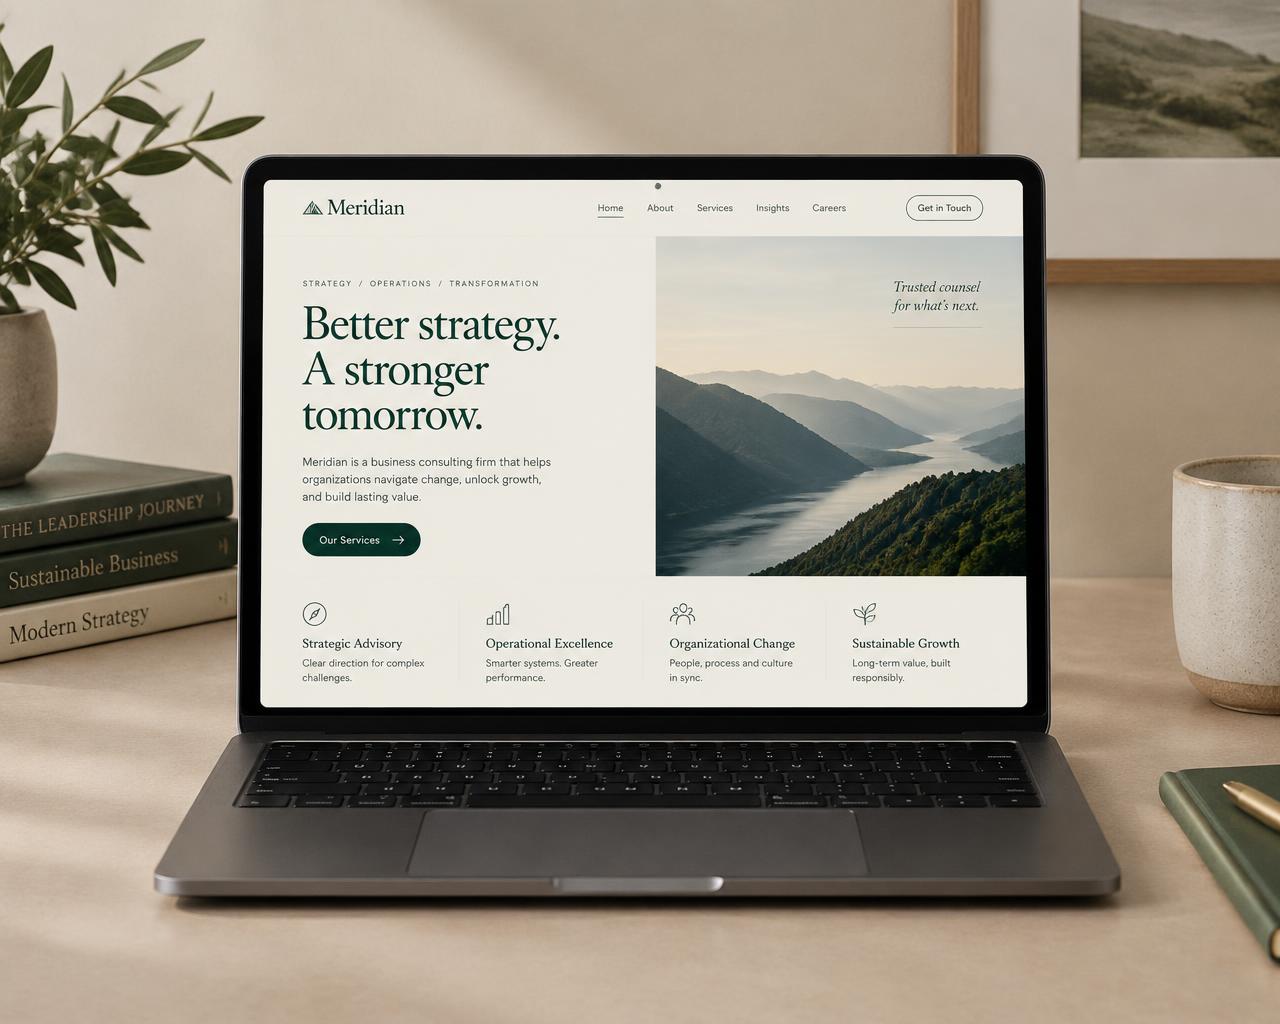 Meridian
Home
About
Services
Insights
Careers
Get in Touch
STRATEGY / OPERATIONS / TRANSFORMATION
Better strategy.
A stronger
tomorrow.
Meridian is a business consulting firm that helps
organizations navigate change, unlock growth,
and build lasting value.
Our Services
Trusted counsel
for what's next.
Strategic Advisory
Clear direction for complex
challenges.
Operational Excellence
Smarter systems. Greater
performance.
Organizational Change
People, process and culture
in sync.
Sustainable Growth
Long-term value, built
responsibly.
THE LEADERSHIP JOURNEY
Sustainable Business
Modern Strategy